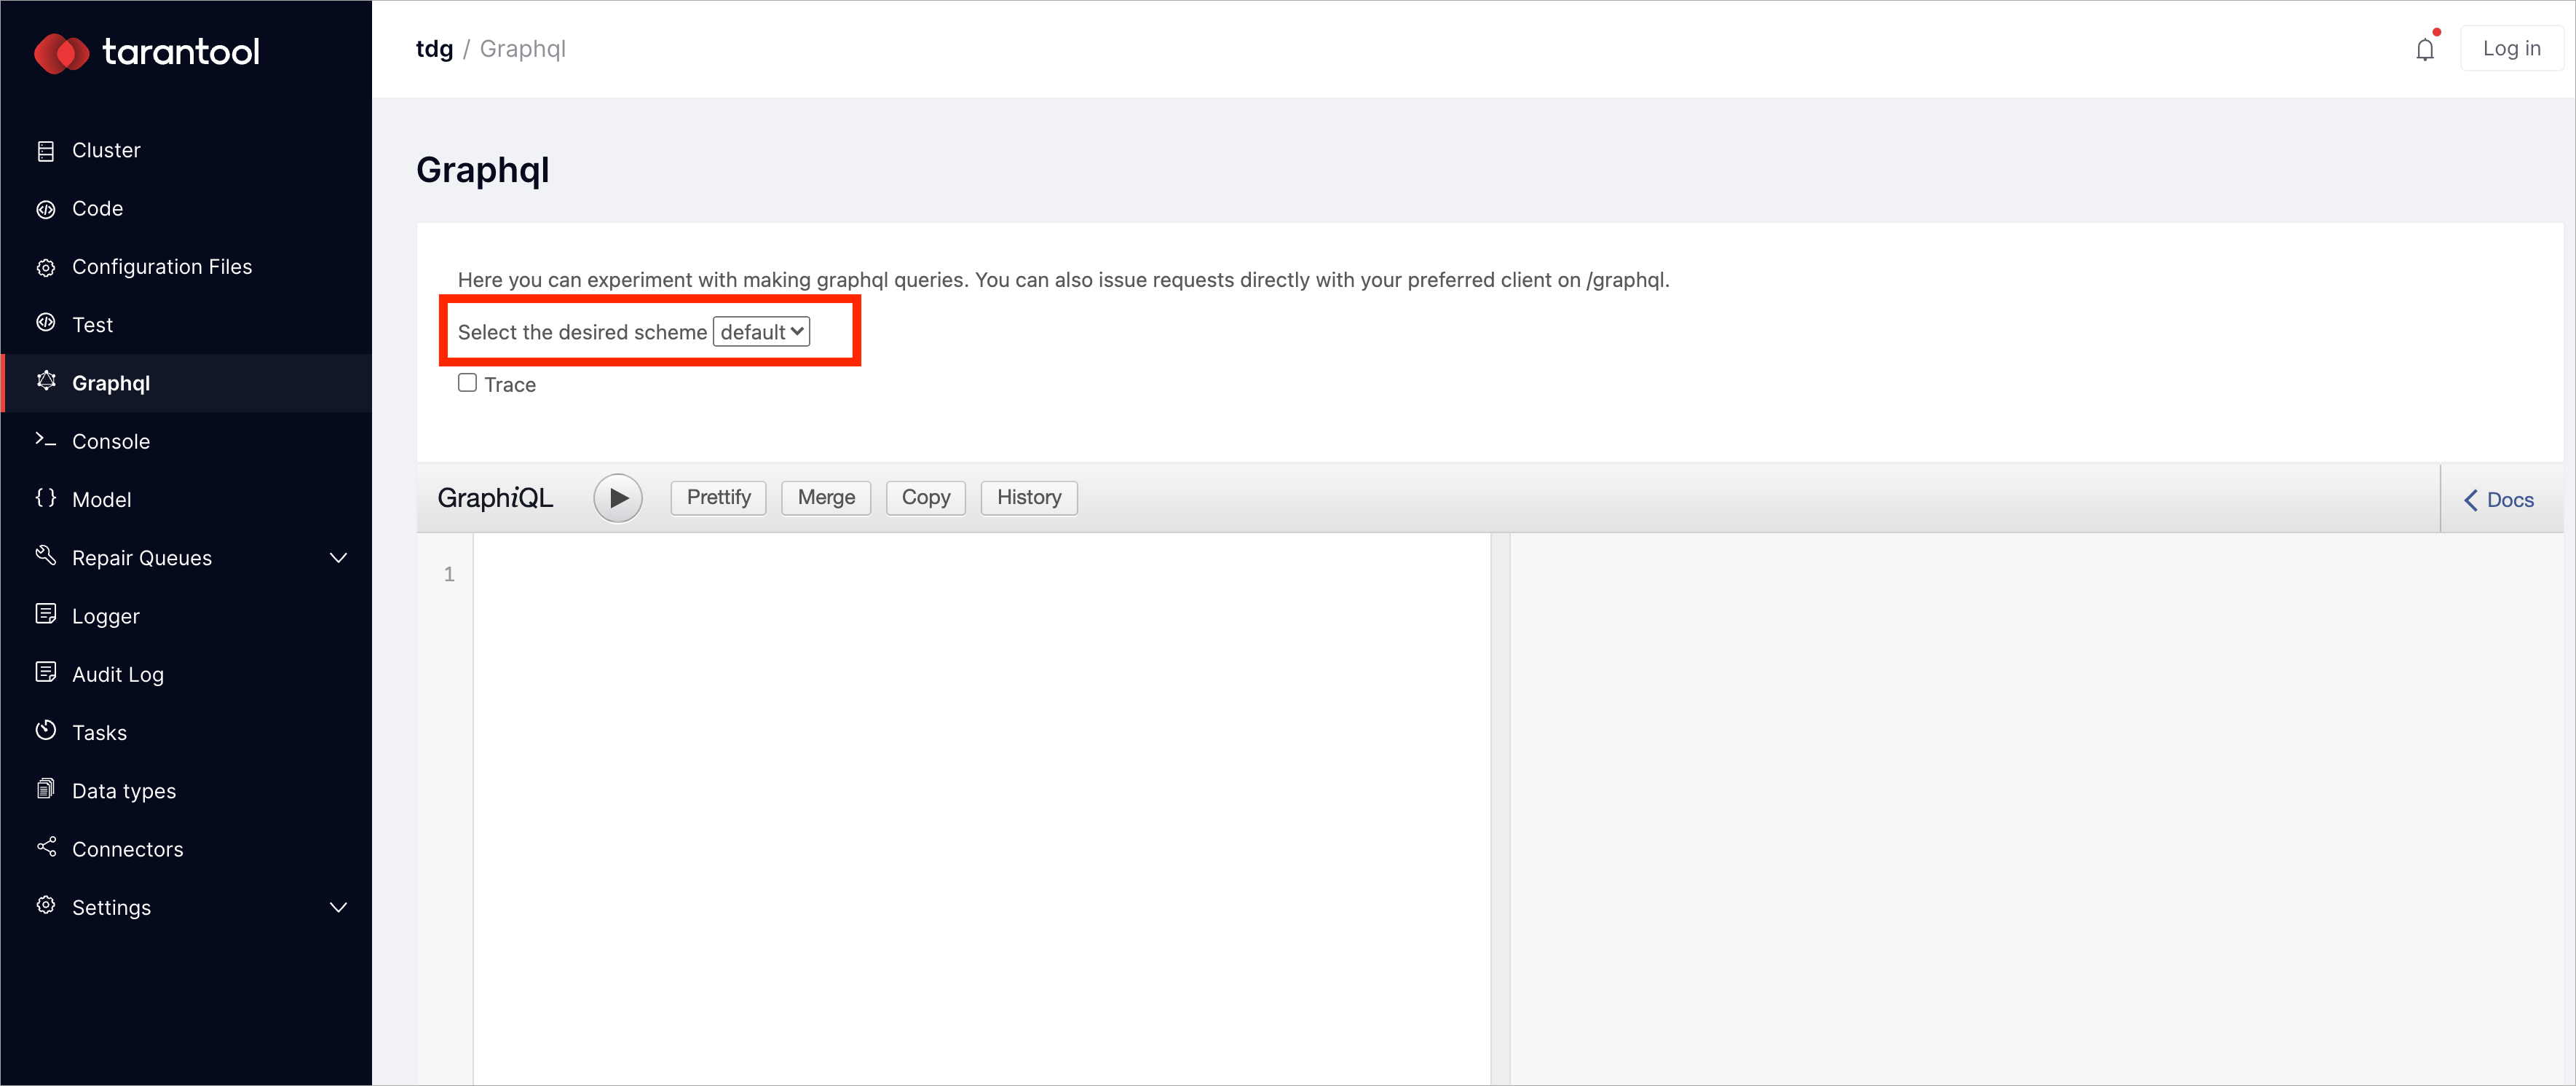 tarantool
Cluster
Code
Configuration Files
Test
Graphql
Console
Model
Repair Queues
Logger
Audit Log
Tasks
Data types
Connectors
Settings
tdg / Graphql
Log in
Graphql
Here you can experiment with making graphql queries. You can also issue requests directly with your preferred client on /graphql.
Select the desired scheme default
Trace
GraphiQL Prettify Merge Copy History Docs
1